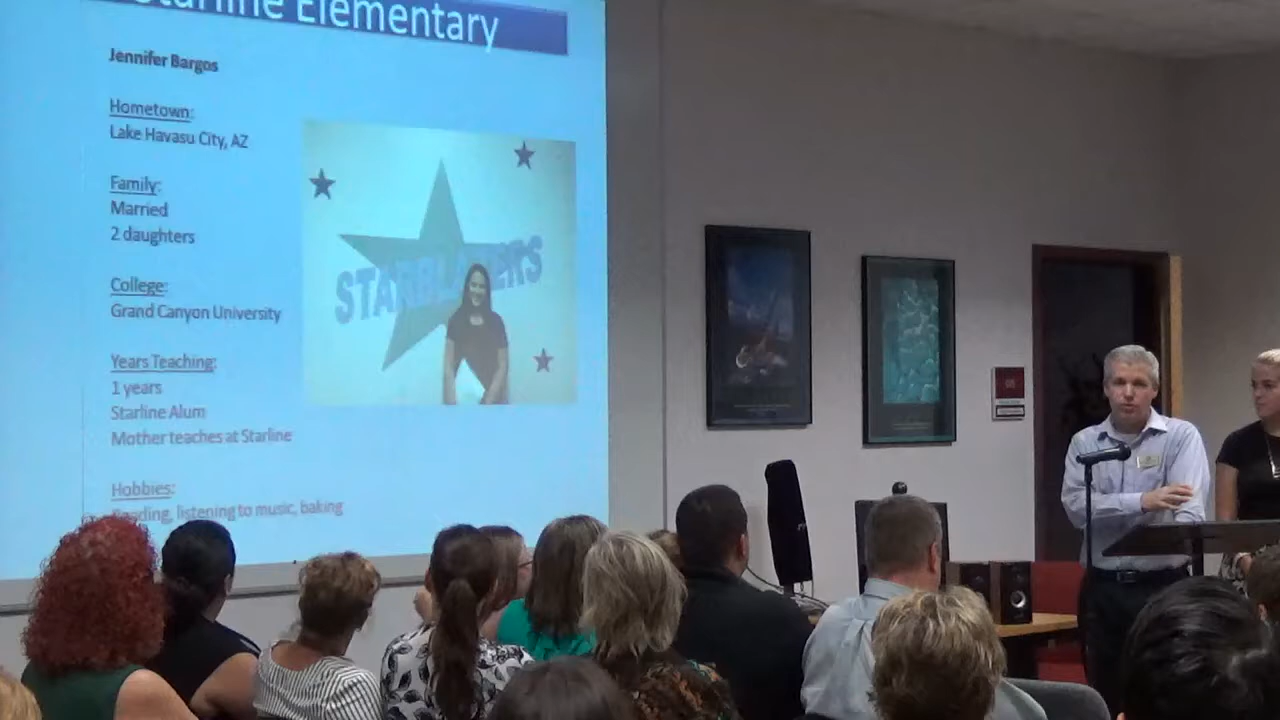 Starline Elementary
Jennifer Bargos
Hometown:
Lake Havasu City, AZ
Family:
Married
2 daughters
College:
Grand Canyon University
Years Teaching:
1 years
Starline Alum
Mother teaches at Starline
Hobbies:
Reading, listening to music, baking